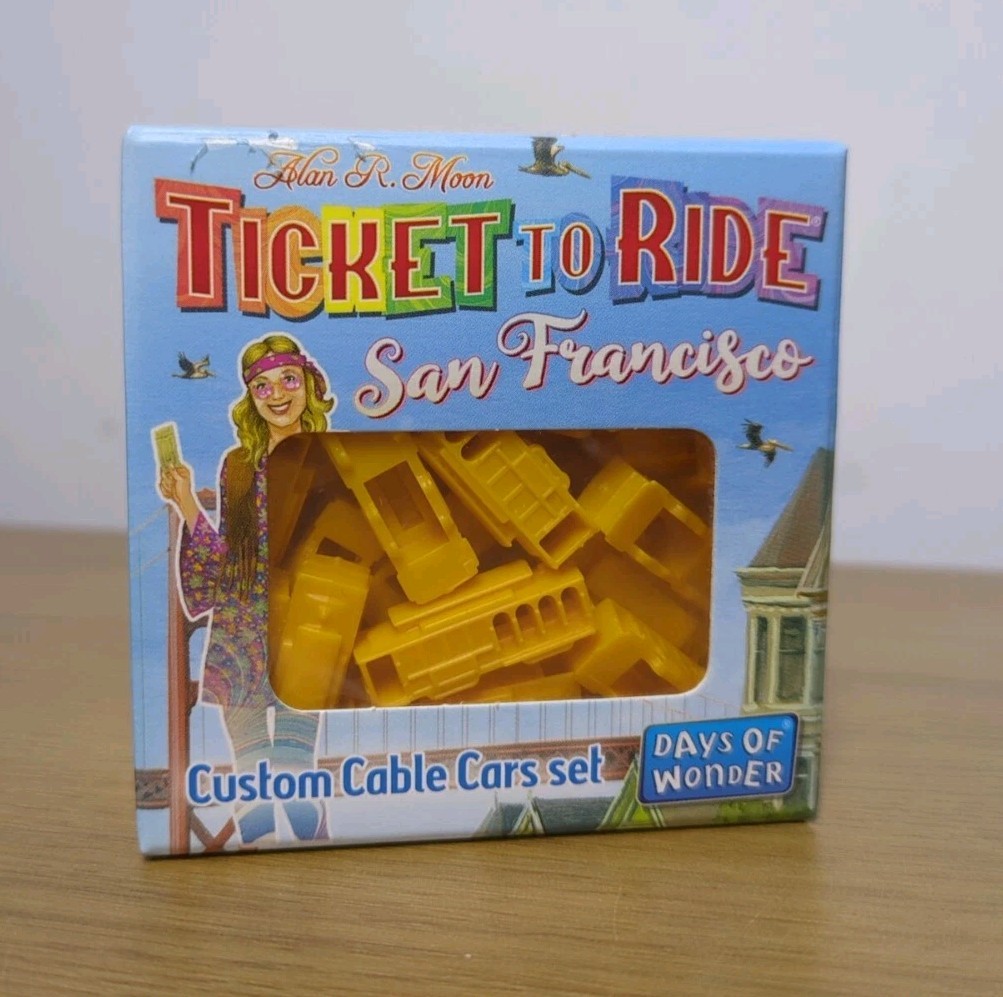 Alan R. Moon
TICKET TO RIDE®
San Francisco
Custom Cable Cars set
DAYS OF
WONDER®